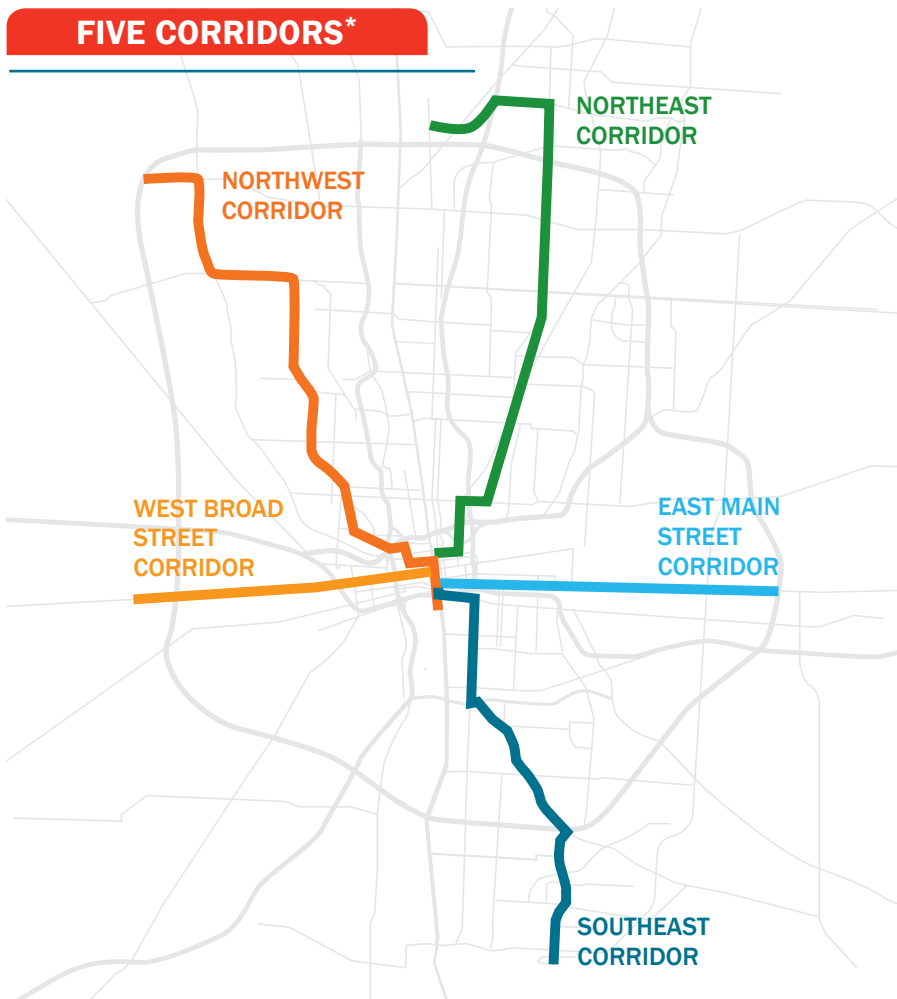 FIVE CORRIDORS*
NORTHEAST
CORRIDOR
NORTHWEST
CORRIDOR
WEST BROAD
STREET
CORRIDOR
EAST MAIN
STREET
CORRIDOR
SOUTHEAST
CORRIDOR